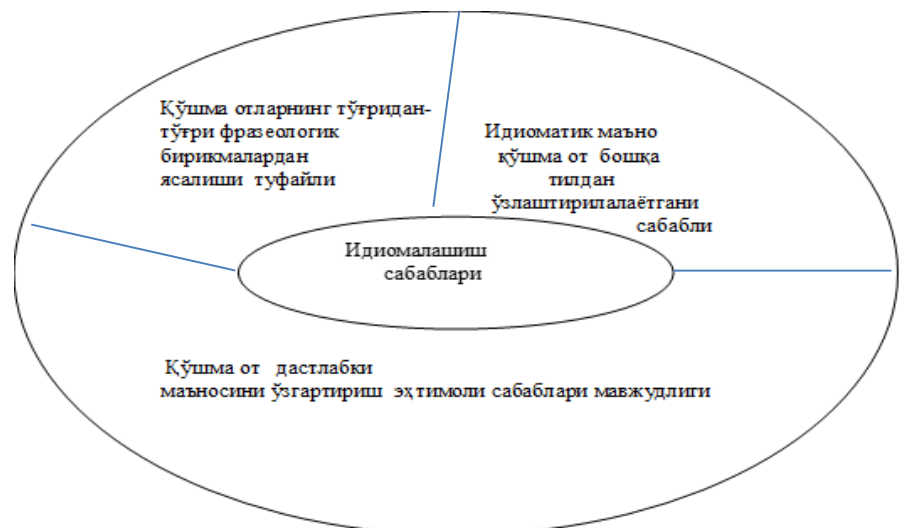 Қўшма отларнинг тўғридан-
тўғри фразеологик
бирикмалардан
ясалиши туфайли
Идиоматик маъно
қўшма от бошқа
тилдан
ўзлаштирилалаётгани
сабабли
Идиомалашиш
сабаблари
Қўшма от дастлабки
маъносини ўзгартириш эҳтимоли сабаблари мавжудлиги